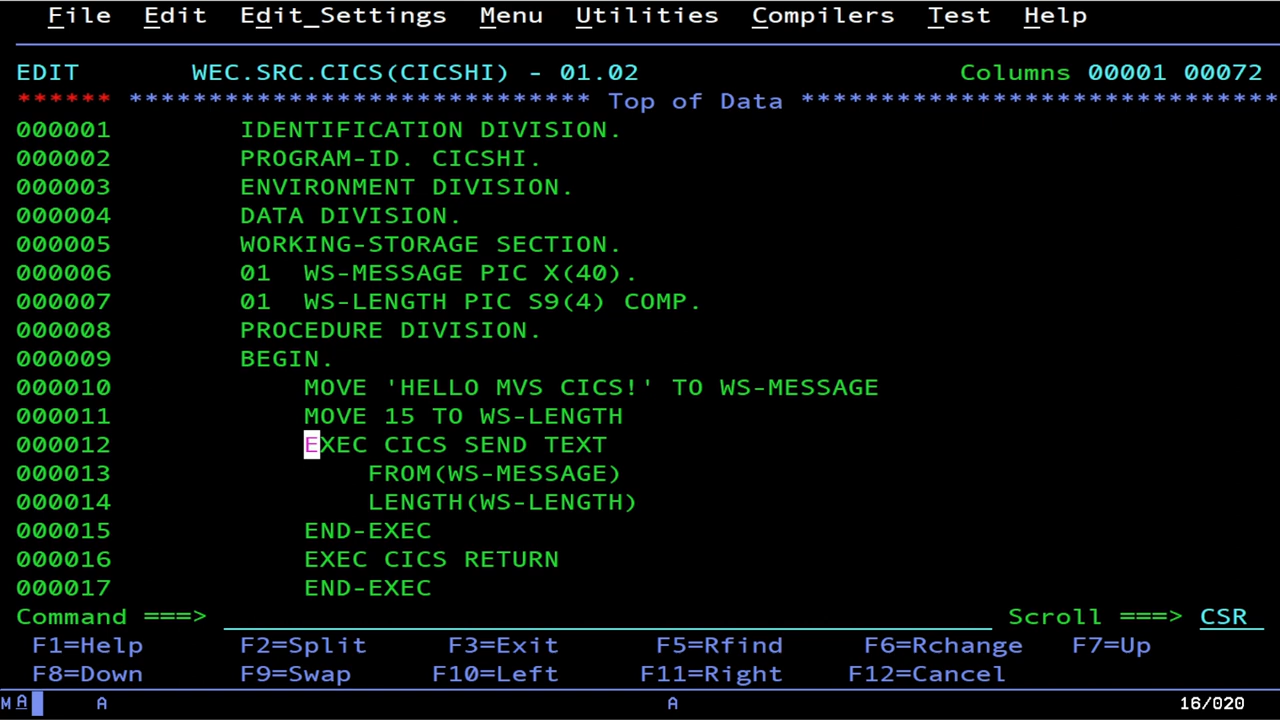 File  Edit  Edit_Settings  Menu  Utilities  Compilers  Test  Help
EDIT       WEC.SRC.CICS(CICSHI) - 01.02                    Columns 00001 00072
****** ***************************** Top of Data ******************************
000001        IDENTIFICATION DIVISION.
000002        PROGRAM-ID. CICSHI.
000003        ENVIRONMENT DIVISION.
000004        DATA DIVISION.
000005        WORKING-STORAGE SECTION.
000006        01  WS-MESSAGE PIC X(40).
000007        01  WS-LENGTH PIC S9(4) COMP.
000008        PROCEDURE DIVISION.
000009        BEGIN.
000010            MOVE 'HELLO MVS CICS!' TO WS-MESSAGE
000011            MOVE 15 TO WS-LENGTH
000012            EXEC CICS SEND TEXT
000013                FROM(WS-MESSAGE)
000014                LENGTH(WS-LENGTH)
000015            END-EXEC
000016            EXEC CICS RETURN
000017            END-EXEC
Command ===>                                                  Scroll ===> CSR
F1=Help      F2=Split     F3=Exit      F5=Rfind     F6=Rchange   F7=Up
F8=Down      F9=Swap      F10=Left     F11=Right    F12=Cancel
MA    A                                   A                               16/020